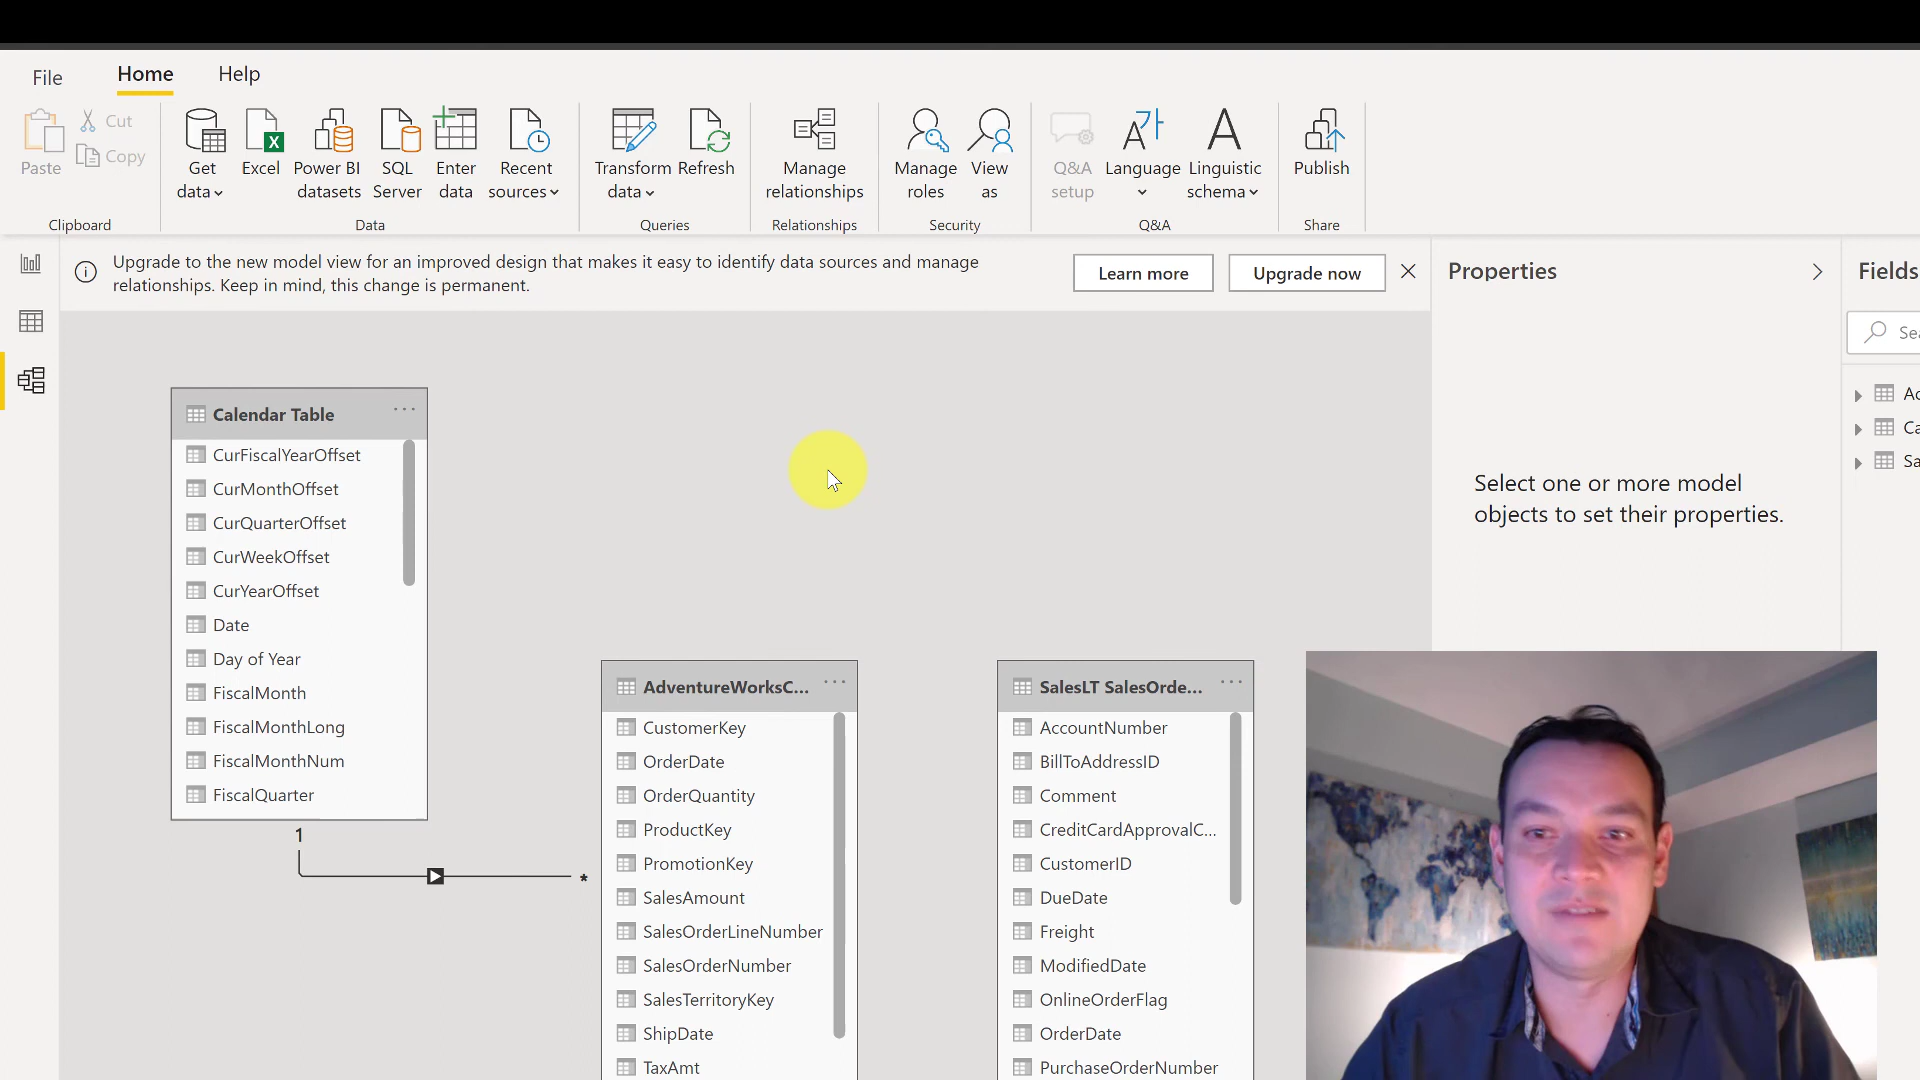 File
Home
Help
Paste
Cut
Copy
Clipboard
Get
data
Excel
Power BI
datasets
SQL
Server
Enter
data
Recent
sources
Data
Transform
data
Refresh
Queries
Manage
relationships
Relationships
Manage
roles
View
as
Security
Q&A
setup
Language
Linguistic
schema
Q&A
Publish
Share
Upgrade to the new model view for an improved design that makes it easy to identify data sources and manage
relationships. Keep in mind, this change is permanent.
Learn more
Upgrade now
Properties
Select one or more model
objects to set their properties.
Fields
Sea
Ac
Ca
Sa
Calendar Table
CurFiscalYearOffset
CurMonthOffset
CurQuarterOffset
CurWeekOffset
CurYearOffset
Date
Day of Year
FiscalMonth
FiscalMonthLong
FiscalMonthNum
FiscalQuarter
1
*
AdventureWorksC...
CustomerKey
OrderDate
OrderQuantity
ProductKey
PromotionKey
SalesAmount
SalesOrderLineNumber
SalesOrderNumber
SalesTerritoryKey
ShipDate
TaxAmt
SalesLT SalesOrde...
AccountNumber
BillToAddressID
Comment
CreditCardApprovalC...
CustomerID
DueDate
Freight
ModifiedDate
OnlineOrderFlag
OrderDate
PurchaseOrderNumber